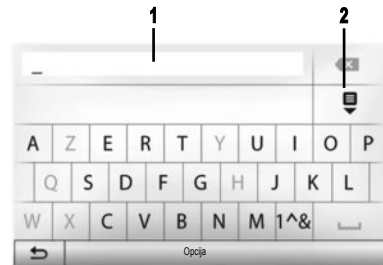 1 2
_
A Z E R T Y U I O P
Q S D F G H J K L
W X C V B N M 1^&
Opcija